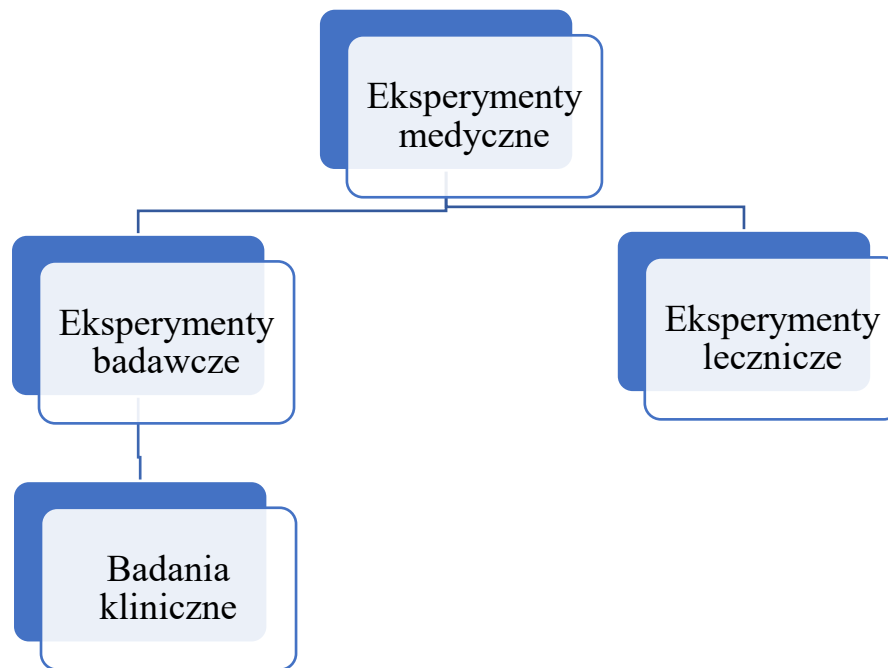 Eksperymenty
medyczne
Eksperymenty
badawcze
Eksperymenty
lecznicze
Badania
kliniczne